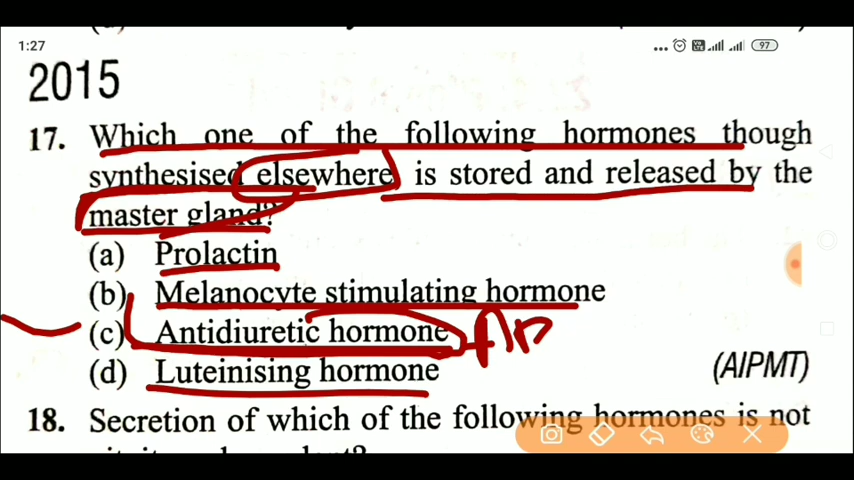 1:27
97
2015
17. Which one of the following hormones though
synthesised elsewhere is stored and released by the
master gland?
(a) Prolactin
(b) Melanocyte stimulating hormone
(c) Antidiuretic hormone
(d) Luteinising hormone
(AIPMT)
18. Secretion of which of the following hormones is not